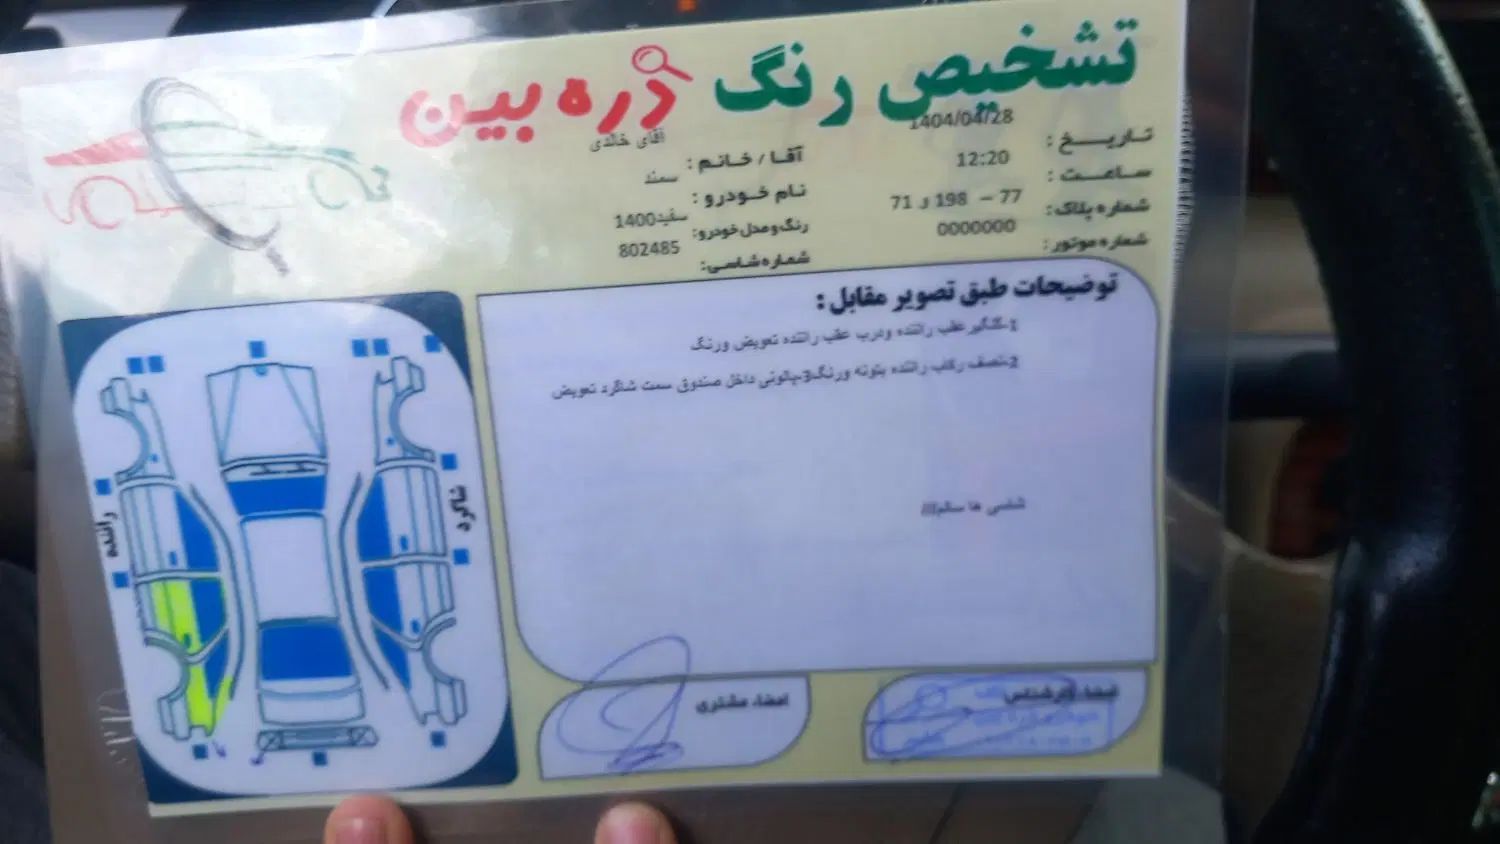 تشخیص رنگ ذره بین
تاریخ : 1404/04/28
ساعت : 12:20
شماره پلاک: 77 – 198 و 71
شماره موتور: 0000000
آقا / خانم : آقای خالدی
نام خودرو : سمند
رنگ و مدل خودرو: سفید1400
شماره شاسی: 802485
توضیحات طبق تصویر مقابل :
1-گلگیر عقب راننده ودرب عقب راننده تعویض ورنگ
2-نصف رکاب راننده بتونه ورنگ3-پالونی داخل صندوق سمت شاگرد تعویض
شاسی ها سالم///
راننده
شاگرد
امضاء مشتری
امضاء کارشناس